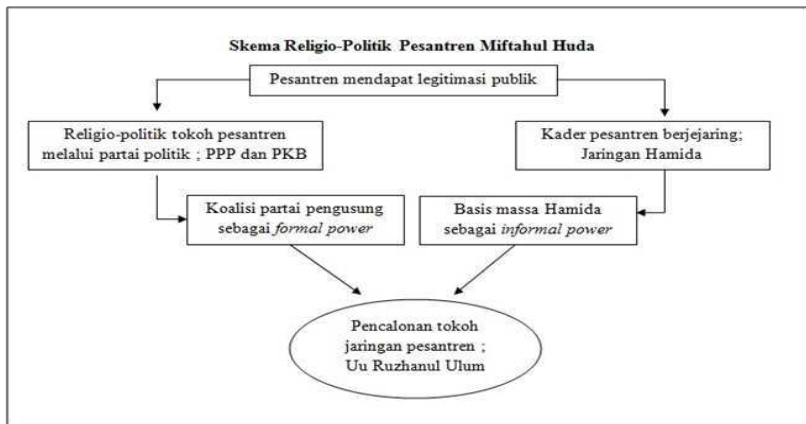 Skema Religio-Politik Pesantren Miftahul Huda
Pesantren mendapat legitimasi publik
Religio-politik tokoh pesantren
melalui partai politik ; PPP dan PKB
Kader pesantren berjejaring;
Jaringan Hamida
Koalisi partai pengusung
sebagai formal power
Basis massa Hamida
sebagai informal power
Pencalonan tokoh
jaringan pesantren ;
Uu Ruzhanul Ulum